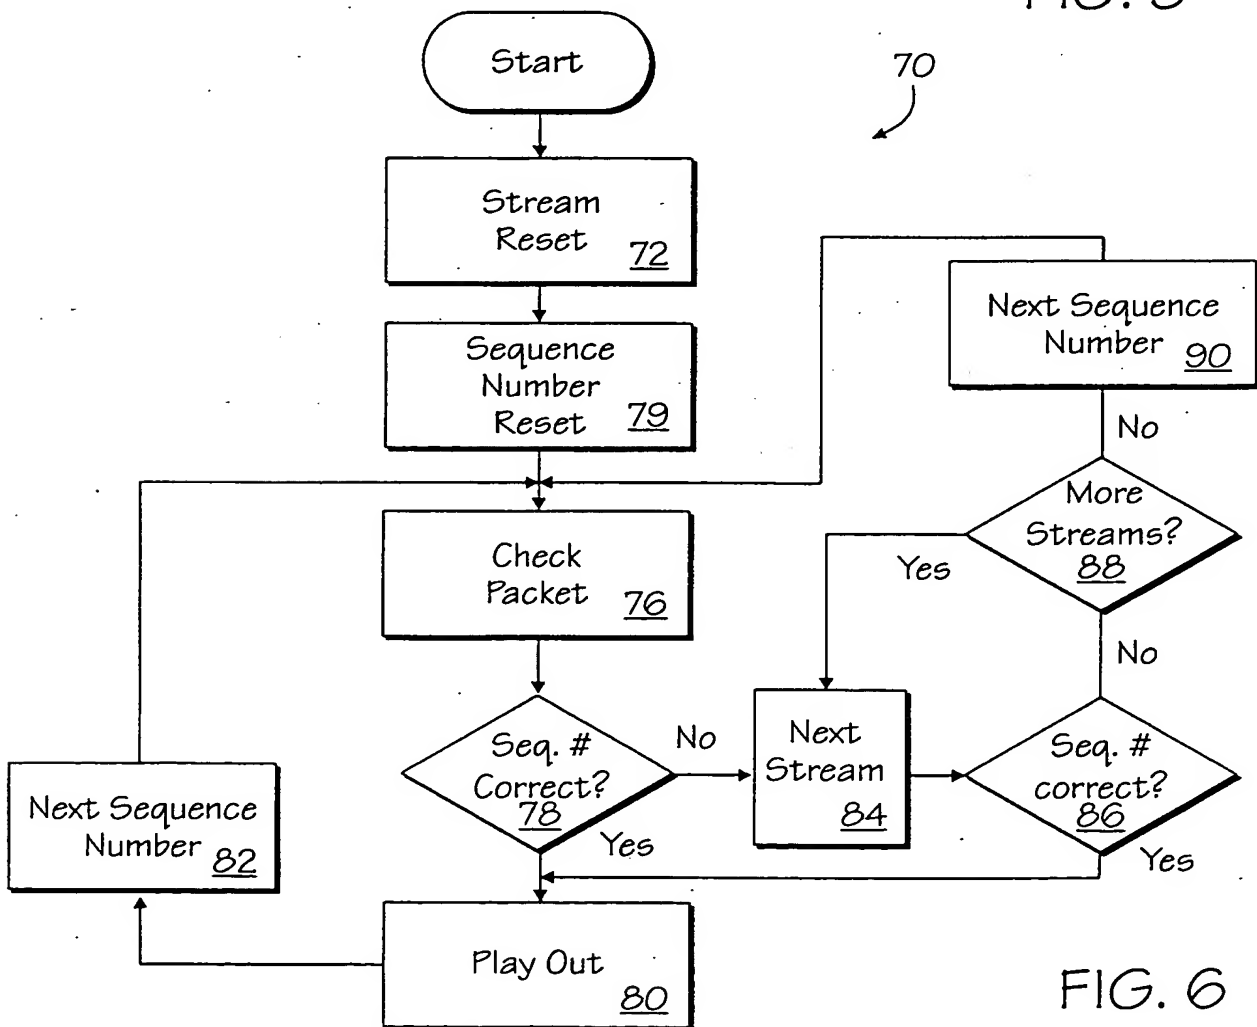 FIG. 5
Start
70
Stream
Reset
72
Sequence
Number
Reset
79
Next Sequence
Number
90
No
More
Streams?
88
Yes
Check
Packet
76
No
Seq. #
Correct?
78
No
Yes
Next
Stream
84
Seq. #
correct?
86
Yes
Next Sequence
Number
82
Play Out
80
FIG. 6